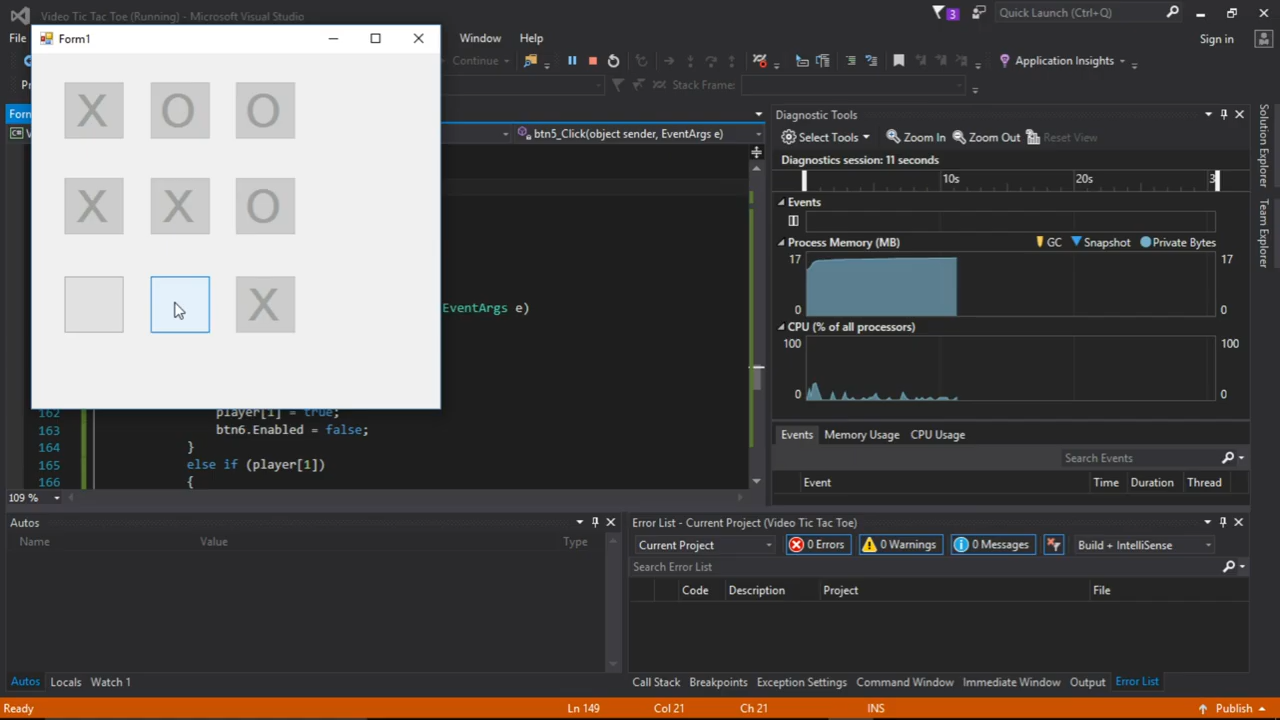 Video Tic Tac Toe (Running) - Microsoft Visual Studio
3
Quick Launch (Ctrl+Q)
Form1
File
Window
Help
Sign in
Continue
Application Insights
Stack Frame:
X O O
X X O
X
btn5_Click(object sender, EventArgs e)
EventArgs e)
162 player[1] = true;
163 btn6.Enabled = false;
164 }
165 else if (player[1])
166 {
109 %
Diagnostic Tools
Select Tools
Zoom In
Zoom Out
Reset View
Diagnostics session: 11 seconds
10s
20s
3
Events
Process Memory (MB)
GC
Snapshot
Private Bytes
17
17
0
0
CPU (% of all processors)
100
100
0
0
Events
Memory Usage
CPU Usage
Search Events
Event
Time
Duration
Thread
Solution Explorer
Team Explorer
Autos
Name
Value
Type
Error List - Current Project (Video Tic Tac Toe)
Current Project
0 Errors
0 Warnings
0 Messages
Build + IntelliSense
Search Error List
Code
Description
Project
File
Autos
Locals
Watch 1
Call Stack
Breakpoints
Exception Settings
Command Window
Immediate Window
Output
Error List
Ready
Ln 149
Col 21
Ch 21
INS
Publish